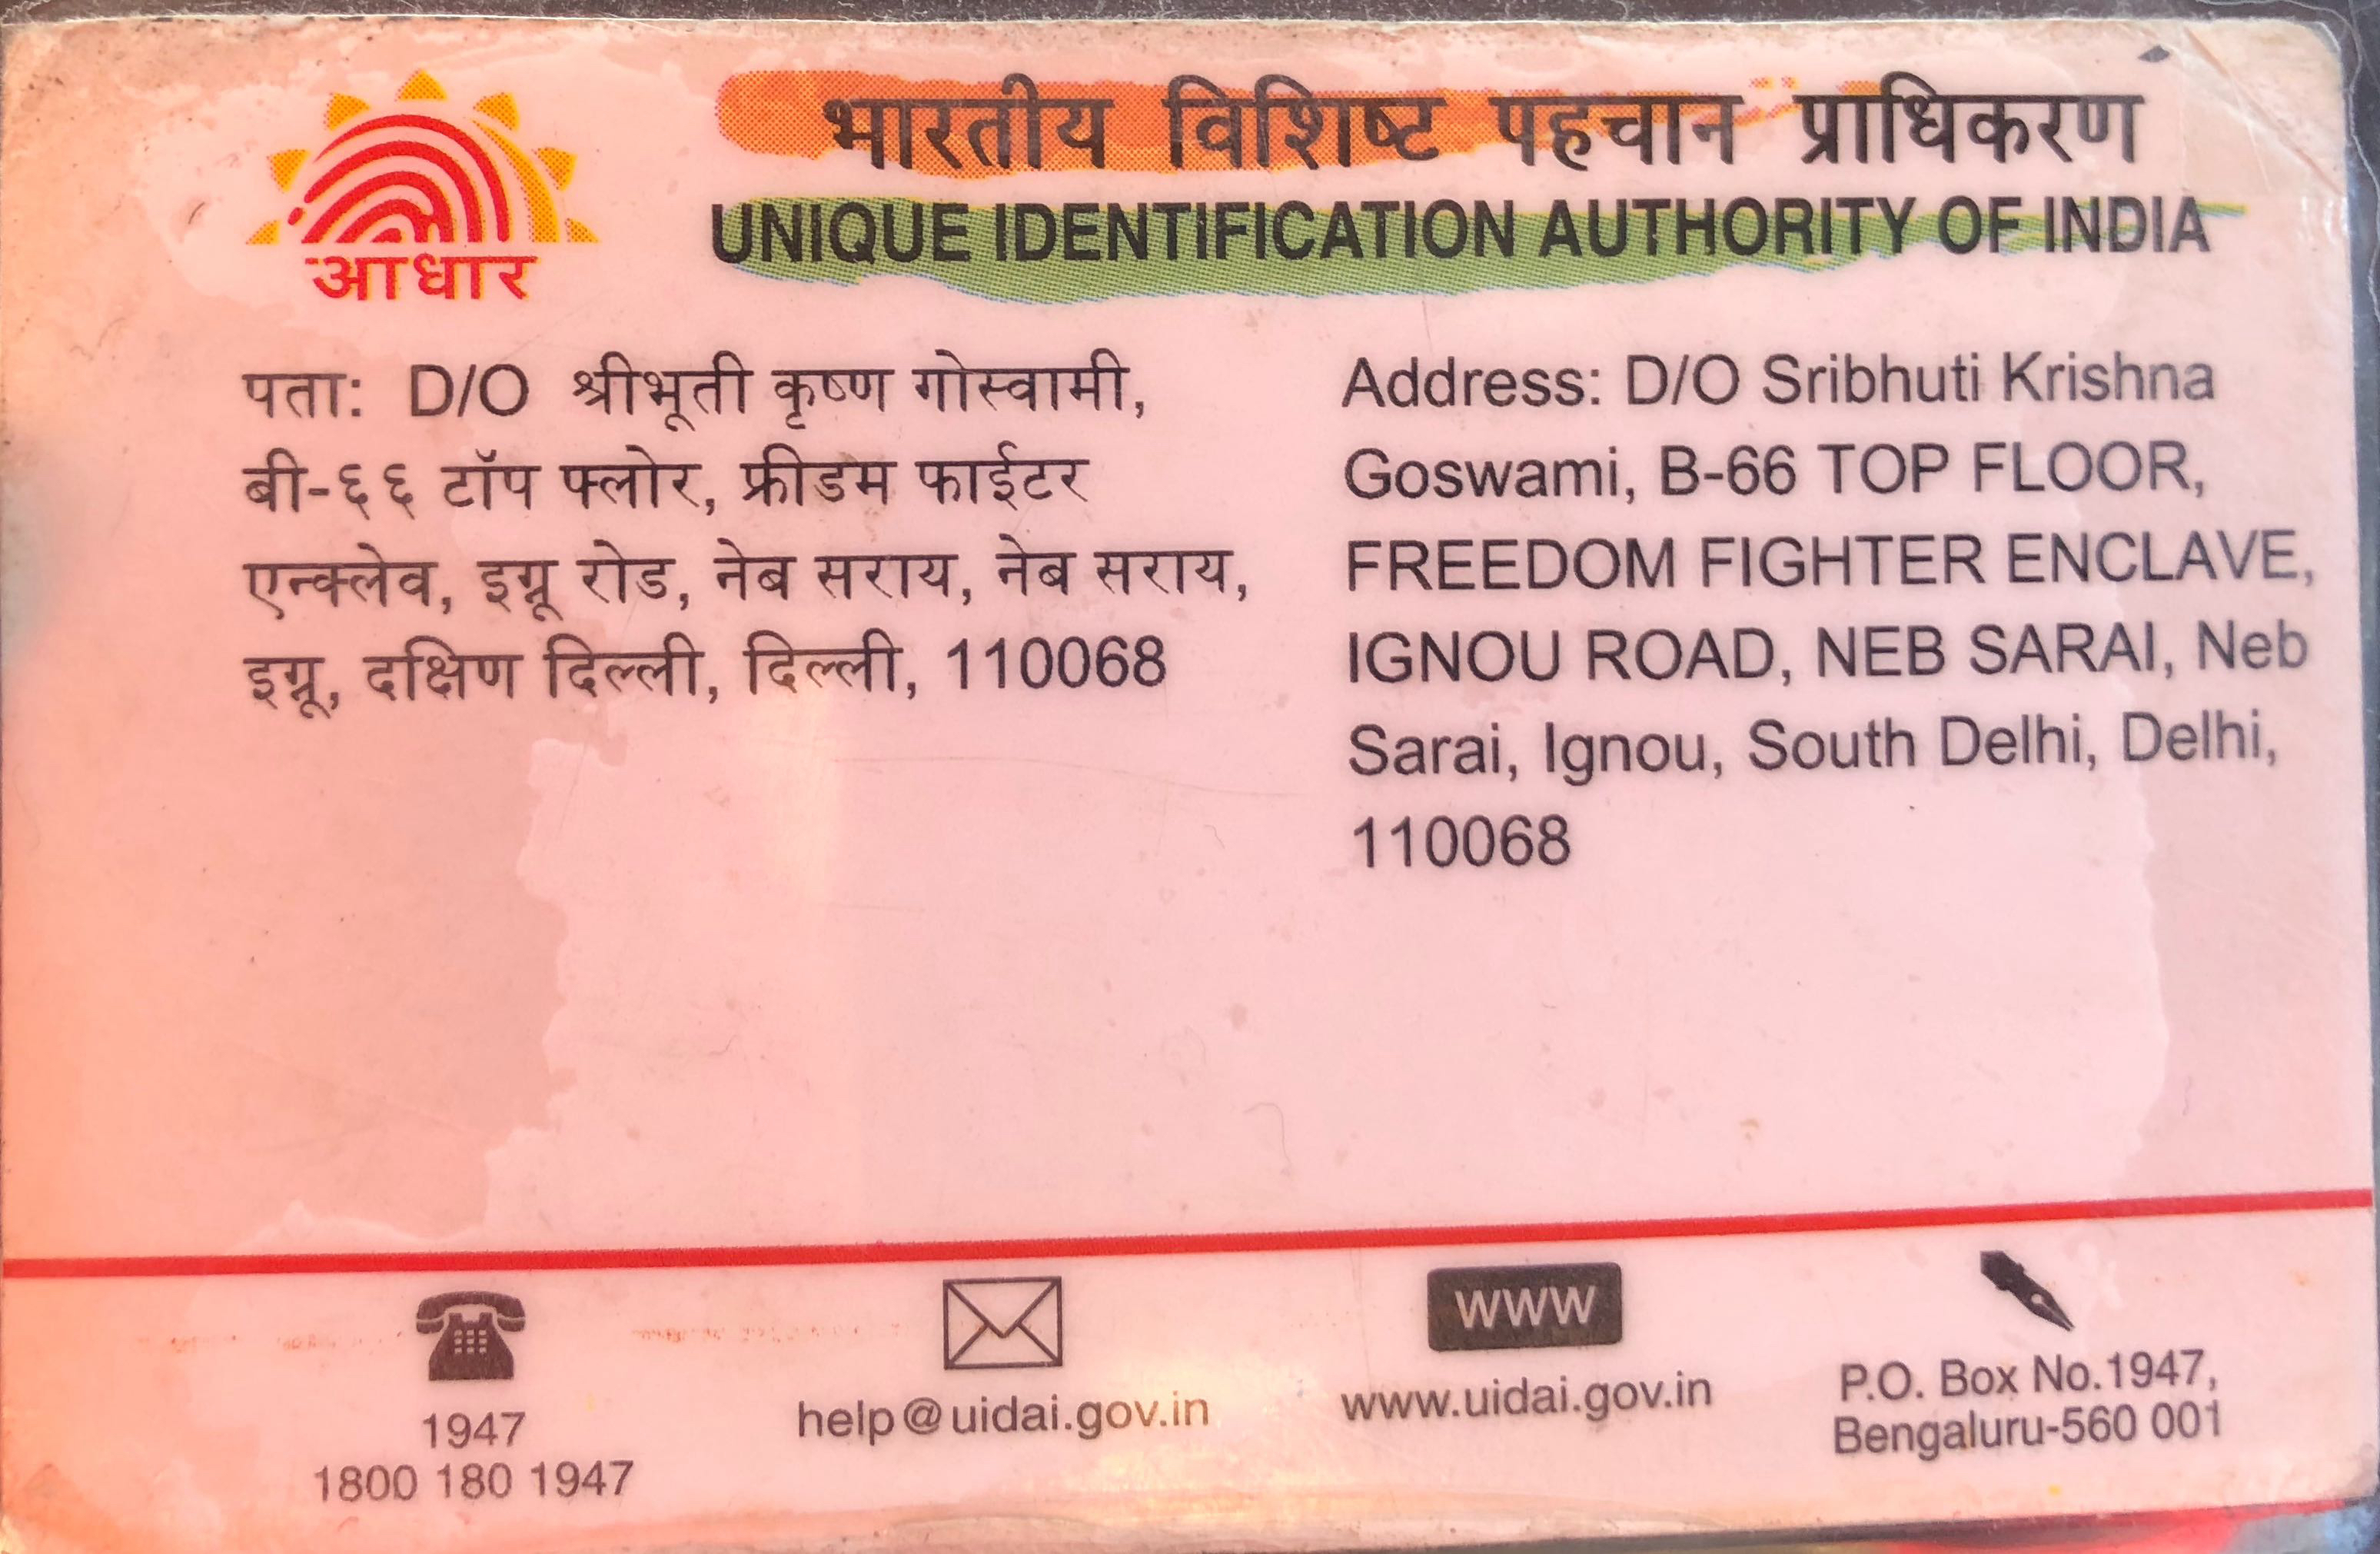 भारतीय विशिष्ट पहचान प्राधिकरण
UNIQUE IDENTIFICATION AUTHORITY OF INDIA
आधार
पता: D/O श्रीभूती कृष्ण गोस्वामी,
बी-६६ टॉप फ्लोर, फ्रीडम फाईटर
एन्क्लेव, इग्नू रोड, नेब सराय, नेब सराय,
इग्नू, दक्षिण दिल्ली, दिल्ली, 110068
Address: D/O Sribhuti Krishna
Goswami, B-66 TOP FLOOR,
FREEDOM FIGHTER ENCLAVE,
IGNOU ROAD, NEB SARAI, Neb
Sarai, Ignou, South Delhi, Delhi,
110068
1947
1800 180 1947
help@uidai.gov.in
www
www.uidai.gov.in
P.O. Box No.1947,
Bengaluru-560 001